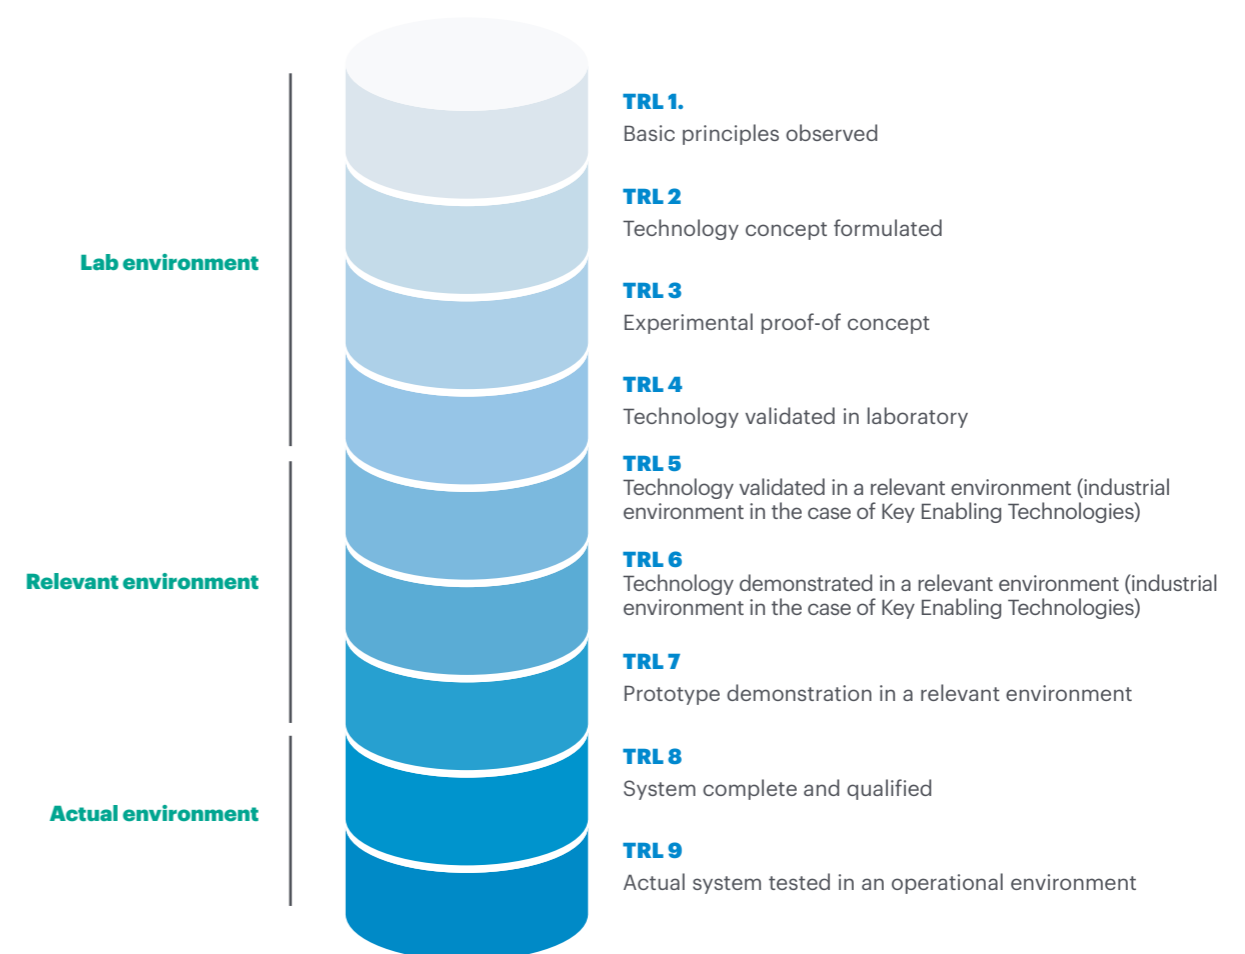 TRL 1.
Basic principles observed
TRL 2
Technology concept formulated
Lab environment
TRL 3
Experimental proof-of concept
TRL 4
Technology validated in laboratory
TRL 5
Technology validated in a relevant environment (industrial
environment in the case of Key Enabling Technologies)
Relevant environment
TRL 6
Technology demonstrated in a relevant environment (industrial
environment in the case of Key Enabling Technologies)
TRL 7
Prototype demonstration in a relevant environment
TRL 8
System complete and qualified
Actual environment
TRL 9
Actual system tested in an operational environment